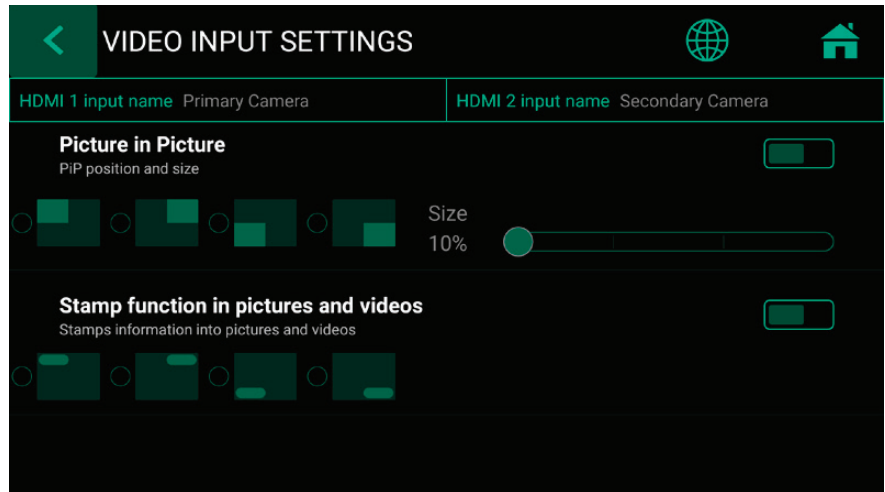 VIDEO INPUT SETTINGS
HDMI 1 input name Primary Camera
HDMI 2 input name Secondary Camera
Picture in Picture
PiP position and size
Size
10%
Stamp function in pictures and videos
Stamps information into pictures and videos